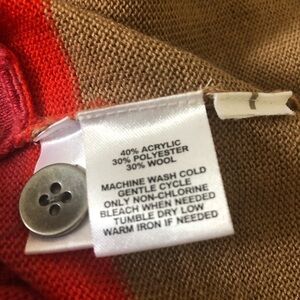 40% ACRYLIC
30% POLYESTER
30% WOOL
MACHINE WASH COLD
GENTLE CYCLE
ONLY NON-CHLORINE
BLEACH WHEN NEEDED
TUMBLE DRY LOW
WARM IRON IF NEEDED